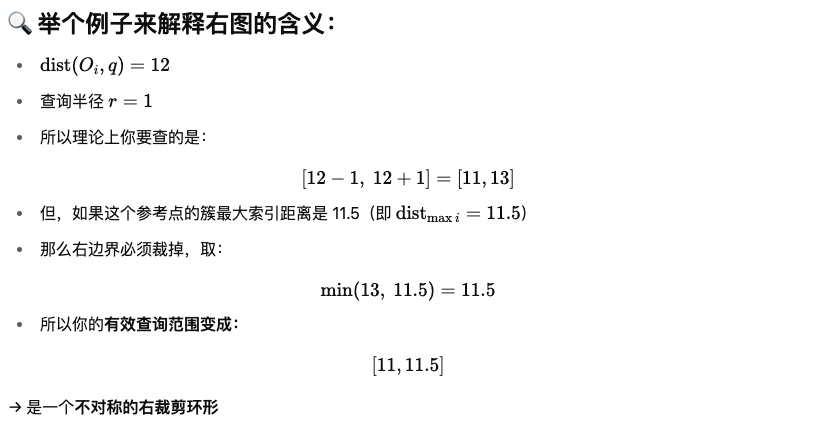 🔍 举个例子来解释右图的含义：
• dist(Oᵢ, q) = 12
• 查询半径 r = 1
• 所以理论上你要查的是：
[12 − 1, 12 + 1] = [11, 13]
• 但，如果这个参考点的簇最大索引距离是 11.5（即 dist_{max i} = 11.5）
• 那么右边界必须裁掉，取：
min(13, 11.5) = 11.5
• 所以你的有效查询范围变成：
[11, 11.5]
→ 是一个不对称的右裁剪环形